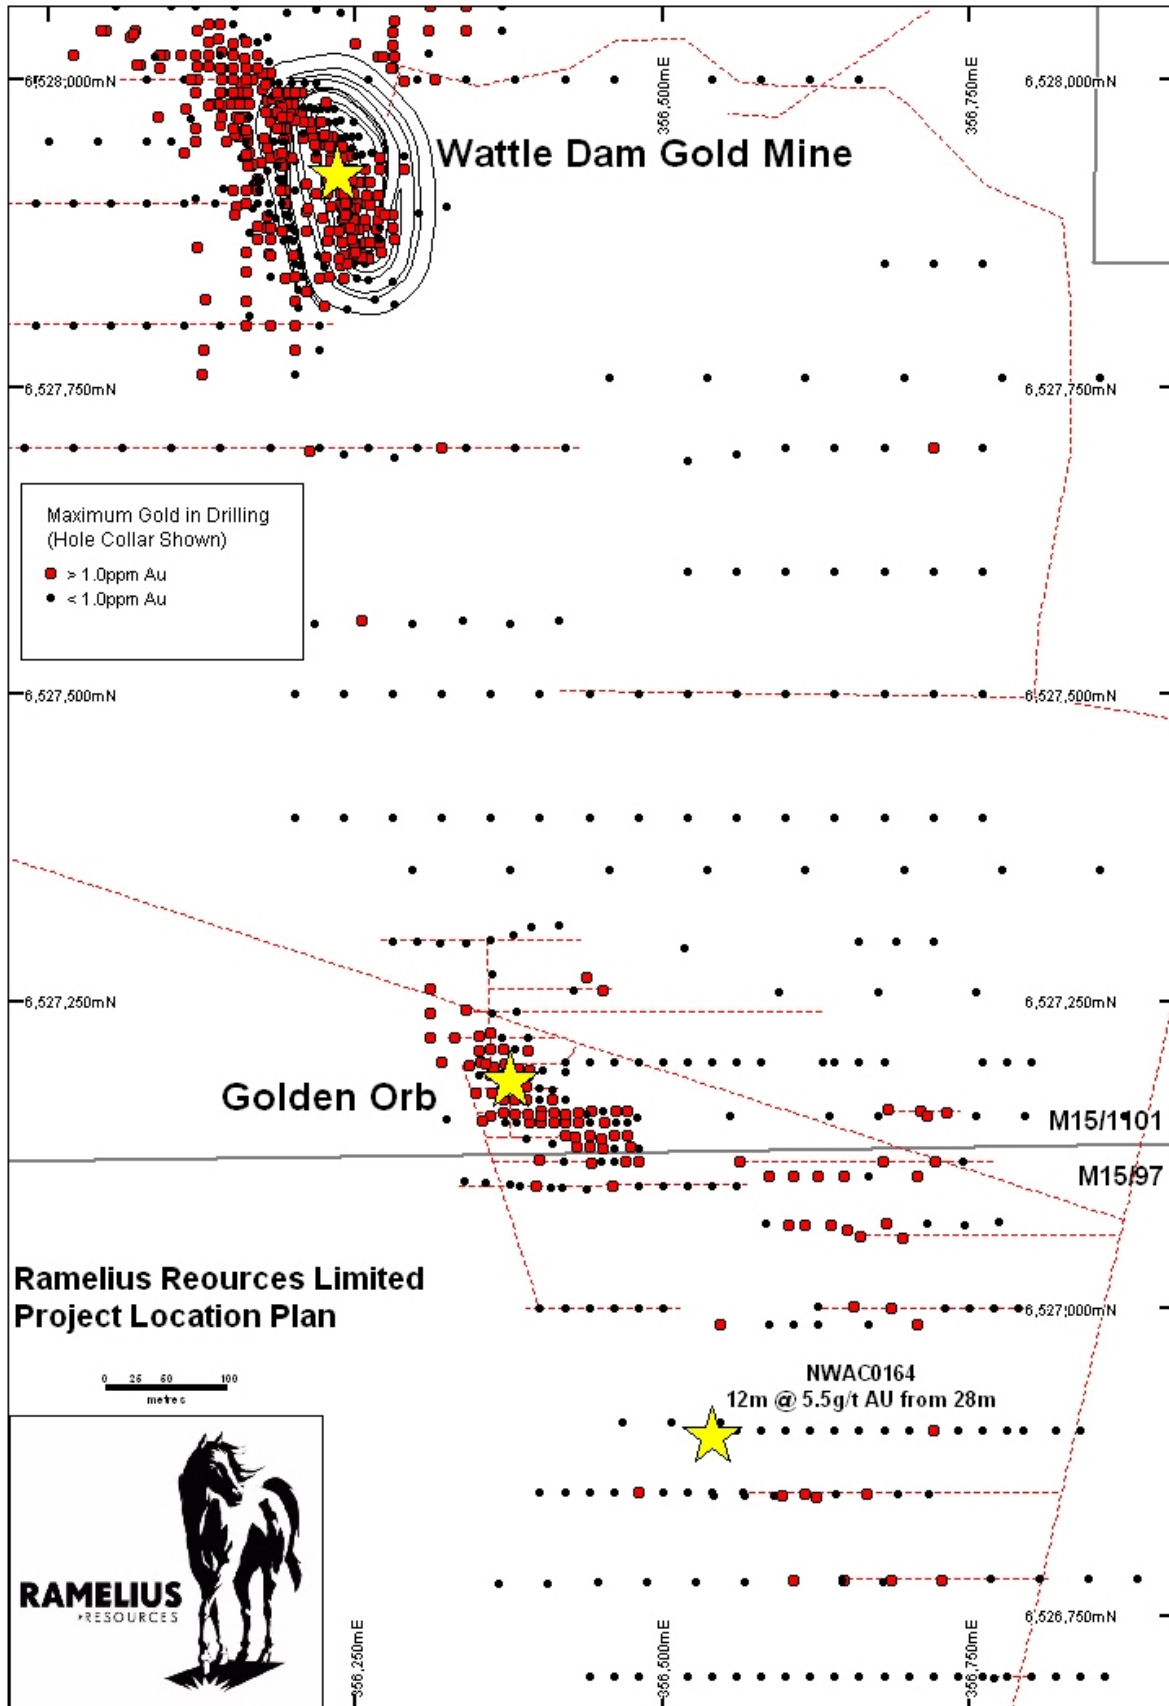 356,500mE
356,750mE
6,528,000mN
6,528,000mN
Wattle Dam Gold Mine
6,527,750mN
6,527,750mN
Maximum Gold in Drilling
(Hole Collar Shown)
> 1.0ppm Au
< 1.0ppm Au
6,527,500mN
6,527,500mN
6,527,250mN
6,527,250mN
Golden Orb
M15/1101
M15/97
Ramelius Reources Limited
Project Location Plan
6,527,000mN
0 25 50 100
metres
NWAC0164
12m @ 5.5g/t AU from 28m
RAMELIUS
RESOURCES
6,526,750mN
356,250mE
356,500mE
356,750mE